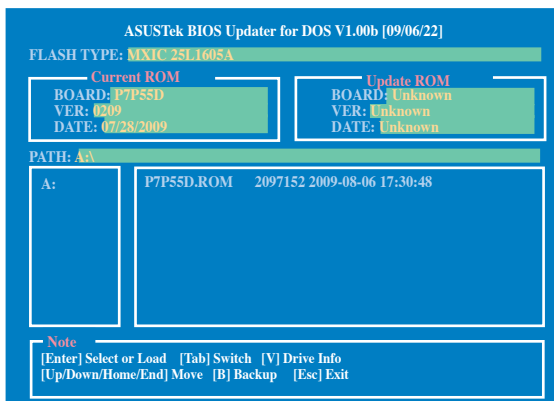 ASUSTek BIOS Updater for DOS V1.00b [09/06/22]
FLASH TYPE: MXIC 25L1605A
Current ROM
BOARD: P7P55D
VER: 0209
DATE: 07/28/2009
Update ROM
BOARD: Unknown
VER: Unknown
DATE: Unknown
PATH: A:\
A:
P7P55D.ROM 2097152 2009-08-06 17:30:48
Note
[Enter] Select or Load [Tab] Switch [V] Drive Info
[Up/Down/Home/End] Move [B] Backup [Esc] Exit